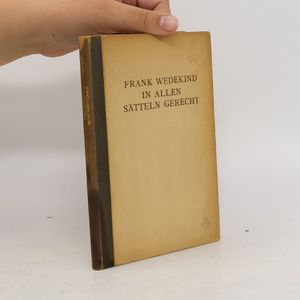 FRANK WEDEKIND
IN ALLEN
SÄTTELN GERECHT